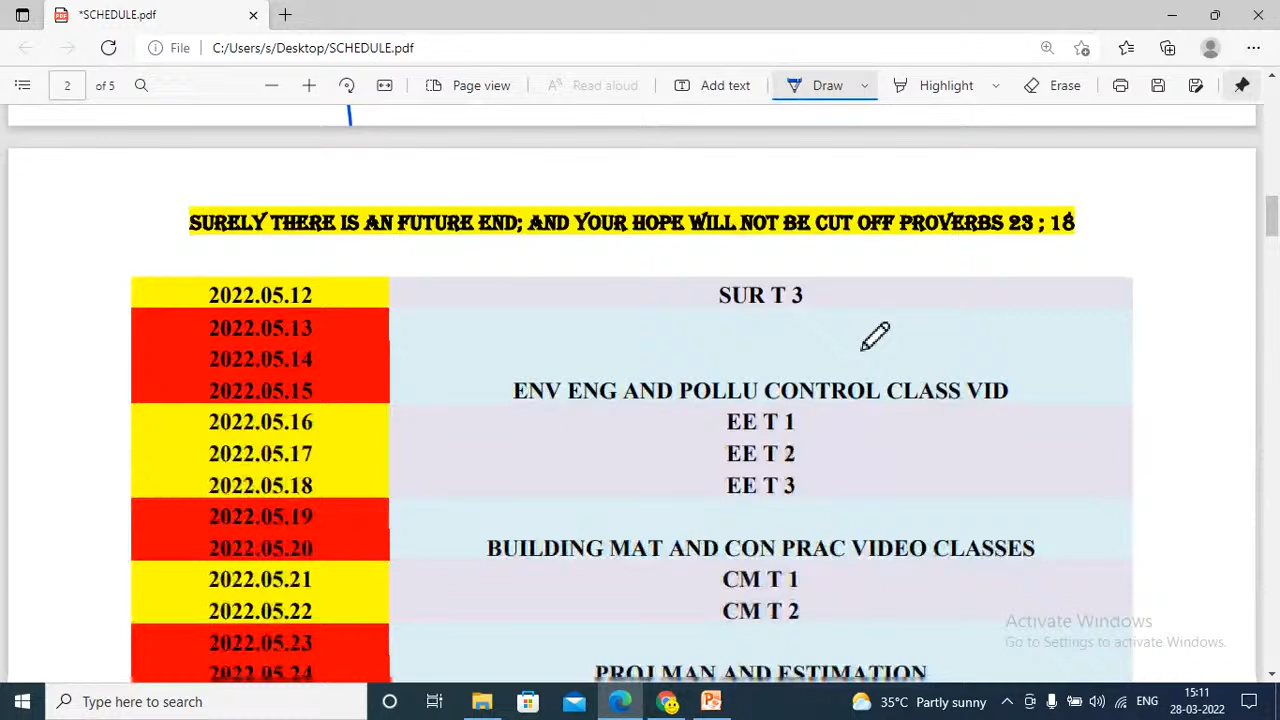 *SCHEDULE.pdf
File C:/Users/s/Desktop/SCHEDULE.pdf
2 of 5 Page view Read aloud Add text Draw Highlight Erase
SURELY THERE IS AN FUTURE END; AND YOUR HOPE WILL NOT BE CUT OFF PROVERBS 23 ; 18
2022.05.12 SUR T 3
2022.05.13
2022.05.14
2022.05.15 ENV ENG AND POLLU CONTROL CLASS VID
2022.05.16 EE T 1
2022.05.17 EE T 2
2022.05.18 EE T 3
2022.05.19
2022.05.20 BUILDING MAT AND CON PRAC VIDEO CLASSES
2022.05.21 CM T 1
2022.05.22 CM T 2
2022.05.23
2022.05.24 PROJ MAN AND ESTIMATION
Activate Windows
Go to Settings to activate Windows.
Type here to search 35°C Partly sunny ENG 15:11
28-03-2022